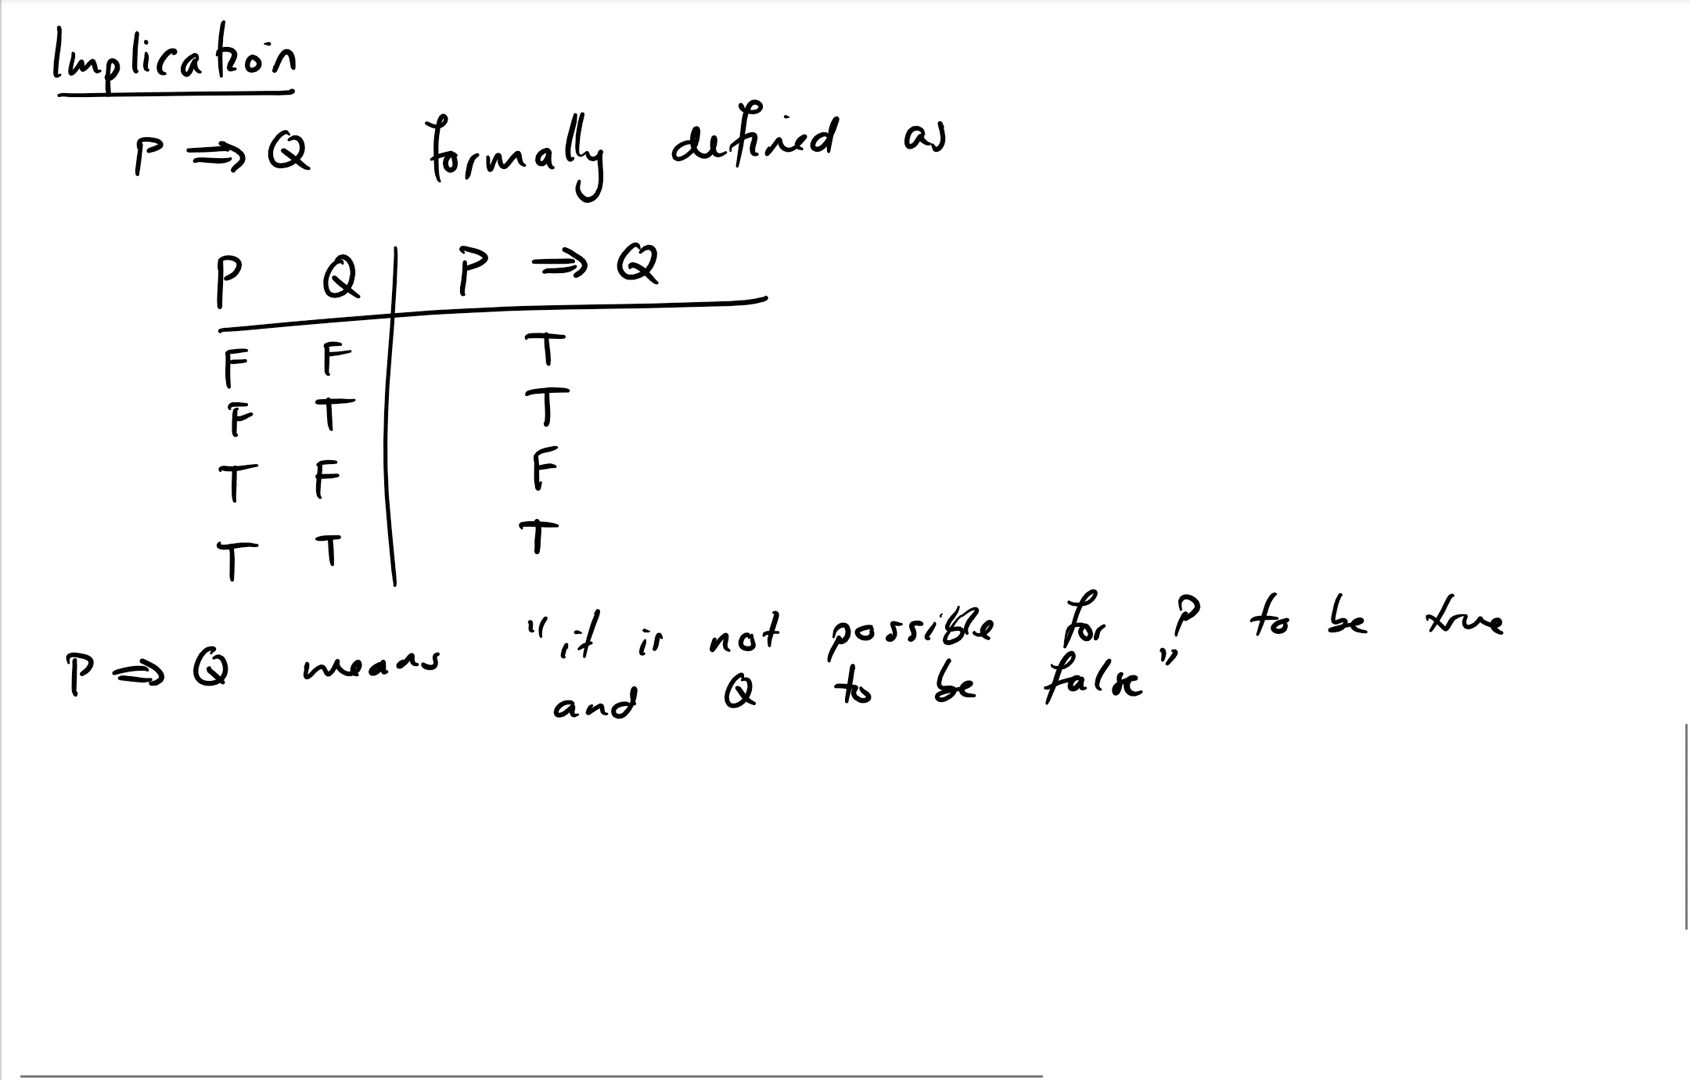 Implication
P ⇒ Q formally defined as
P Q P ⇒ Q
F F T
F T T
T F F
T T T
P ⇒ Q means "it is not possible for P to be true
and Q to be false"